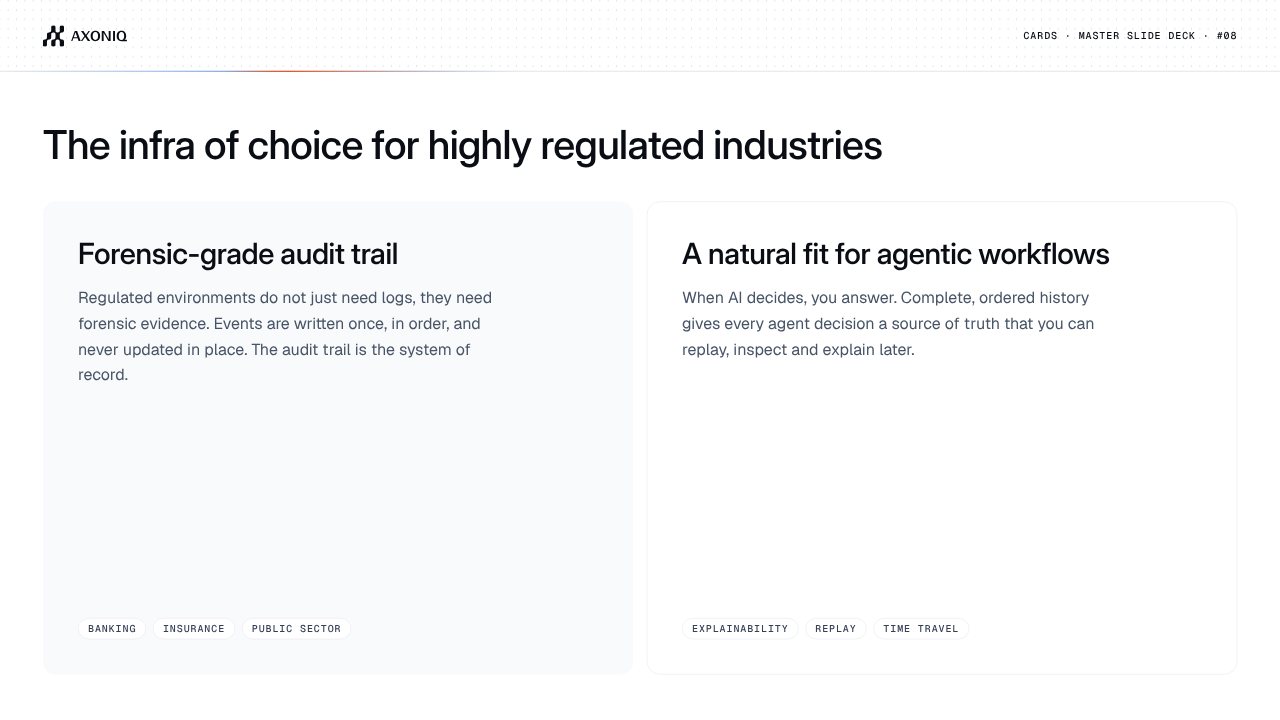 AXONIQ
CARDS · MASTER SLIDE DECK · #08
The infra of choice for highly regulated industries
Forensic-grade audit trail
Regulated environments do not just need logs, they need
forensic evidence. Events are written once, in order, and
never updated in place. The audit trail is the system of
record.
BANKING
INSURANCE
PUBLIC SECTOR
A natural fit for agentic workflows
When AI decides, you answer. Complete, ordered history
gives every agent decision a source of truth that you can
replay, inspect and explain later.
EXPLAINABILITY
REPLAY
TIME TRAVEL